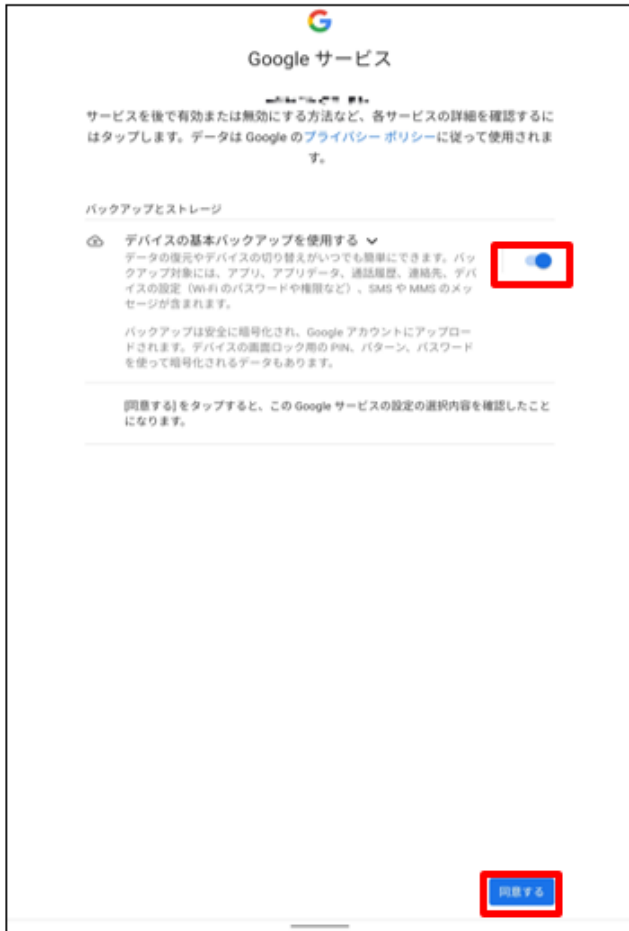 Google サービス
サービスを後で有効または無効にする方法など、各サービスの詳細を確認するに
はタップします。データは Google のプライバシー ポリシーに従って使用されま
す。
バックアップとストレージ
デバイスの基本バックアップを使用する
データの復元やデバイスの切り替えがいつでも簡単にできます。バッ
クアップ対象には、アプリ、アプリデータ、通話履歴、連絡先、デバ
イスの設定（Wi-Fi のパスワードや権限など）、SMS や MMS のメッ
セージが含まれます。
バックアップは安全に暗号化され、Google アカウントにアップロー
ドされます。デバイスの画面ロック用の PIN、パターン、パスワード
を使って暗号化されるデータもあります。
[同意する] をタップすると、この Google サービスの設定の選択内容を確認したこと
になります。
同意する